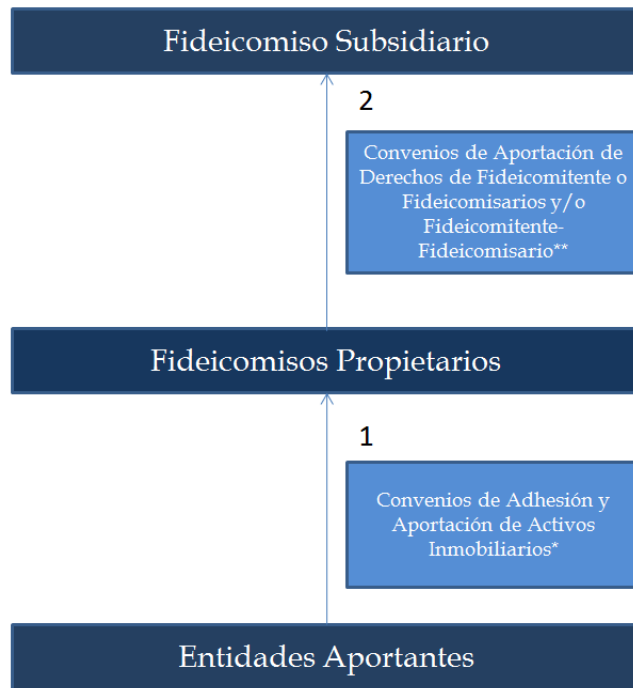 Fideicomiso Subsidiario
2
Convenios de Aportación de
Derechos de Fideicomitente o
Fideicomisarios y/o
Fideicomitente-
Fideicomisario**
Fideicomisos Propietarios
1
Convenios de Adhesión y
Aportación de Activos
Inmobiliarios*
Entidades Aportantes